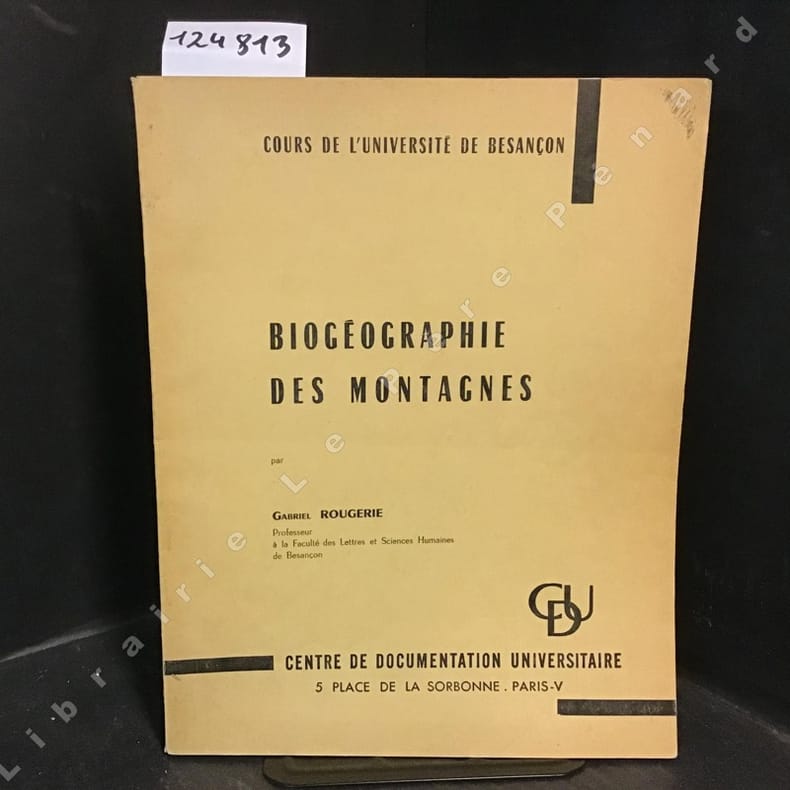 124813
COURS DE L'UNIVERSITÉ DE BESANÇON
BIOGÉOGRAPHIE
DES MONTAGNES
par
GABRIEL ROUGERIE
Professeur
à la Faculté des Lettres et Sciences Humaines
de Besançon
CDU
CENTRE DE DOCUMENTATION UNIVERSITAIRE
5 PLACE DE LA SORBONNE . PARIS-V
Librairie Le Père Pénard